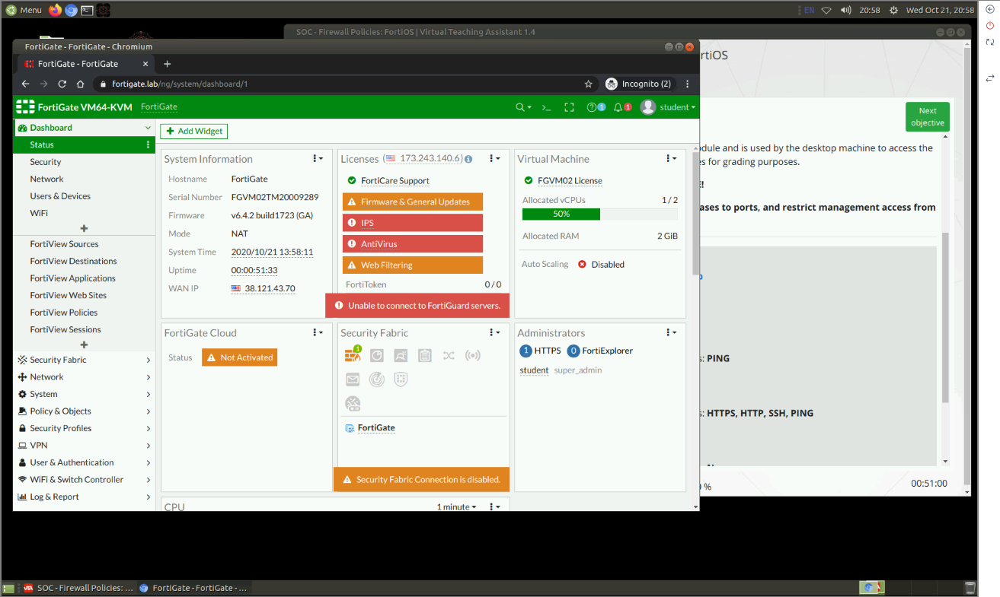 Menu
EN
20:58
Wed Oct 21, 20:58
SOC - Firewall Policies: FortiOS | Virtual Teaching Assistant 1.4
FortiGate - FortiGate - Chromium
FortiGate - FortiGate
fortigate.lab/ng/system/dashboard/1
Incognito (2)
FortiGate VM64-KVM
FortiGate
1
1
student
Dashboard
Status
Security
Network
Users & Devices
WiFi
FortiView Sources
FortiView Destinations
FortiView Applications
FortiView Web Sites
FortiView Policies
FortiView Sessions
Security Fabric
Network
System
Policy & Objects
Security Profiles
VPN
User & Authentication
WiFi & Switch Controller
Log & Report
Add Widget
System Information
Hostname FortiGate
Serial Number FGVM02TM20009289
Firmware v6.4.2 build1723 (GA)
Mode NAT
System Time 2020/10/21 13:58:11
Uptime 00:00:51:33
WAN IP 38.121.43.70
Licenses (173.243.140.6)
FortiCare Support
Firmware & General Updates
IPS
AntiVirus
Web Filtering
FortiToken 0 / 0
Unable to connect to FortiGuard servers.
Virtual Machine
FGVM02 License
Allocated vCPUs 1 / 2
50%
Allocated RAM 2 GiB
Auto Scaling Disabled
FortiGate Cloud
Status Not Activated
Security Fabric
1
FortiGate
Security Fabric Connection is disabled.
Administrators
1 HTTPS 0 FortiExplorer
student super_admin
CPU
1 minute
rtiOS
Next
objective
dule and is used by the desktop machine to access the
s for grading purposes.
E!
ases to ports, and restrict management access from
s: PING
s: HTTPS, HTTP, SSH, PING
%
00:51:00
VTA
SOC - Firewall Policies: ...
FortiGate - FortiGate - ...